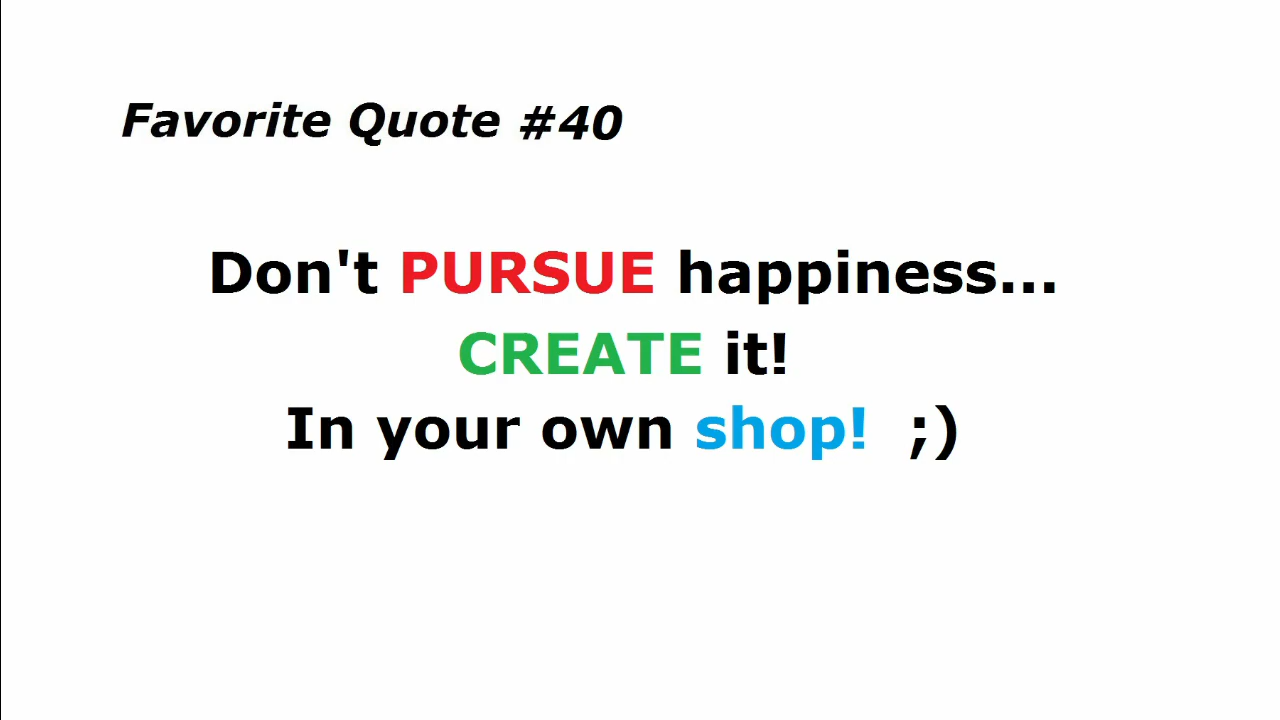 Favorite Quote #40
Don't PURSUE happiness...
CREATE it!
In your own shop!  ;)